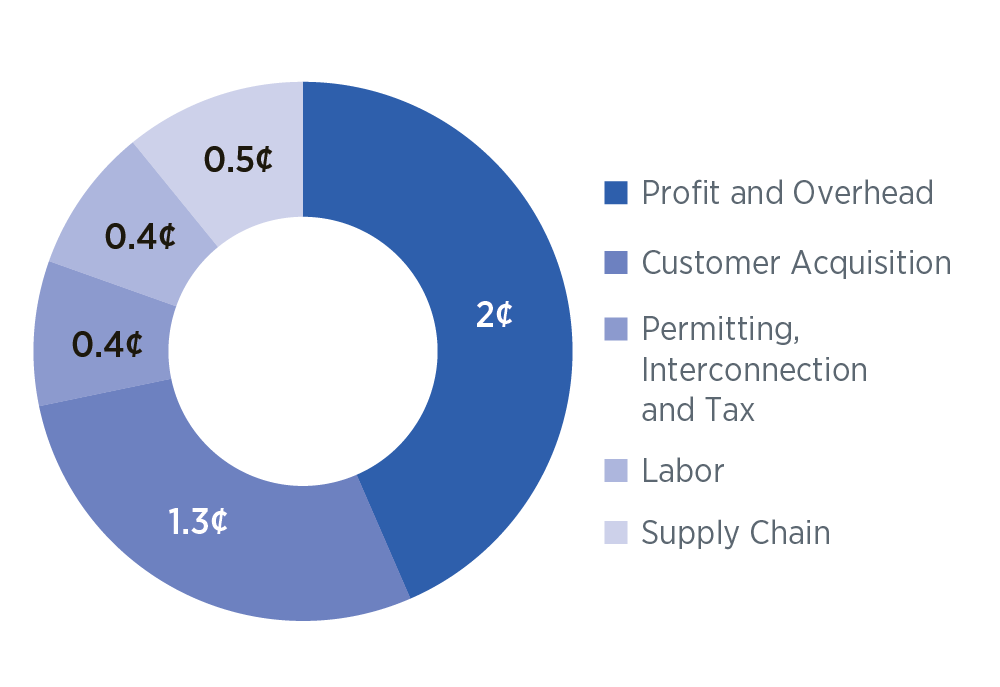 0.5¢
0.4¢
0.4¢
2¢
1.3¢
Profit and Overhead
Customer Acquisition
Permitting,
Interconnection
and Tax
Labor
Supply Chain